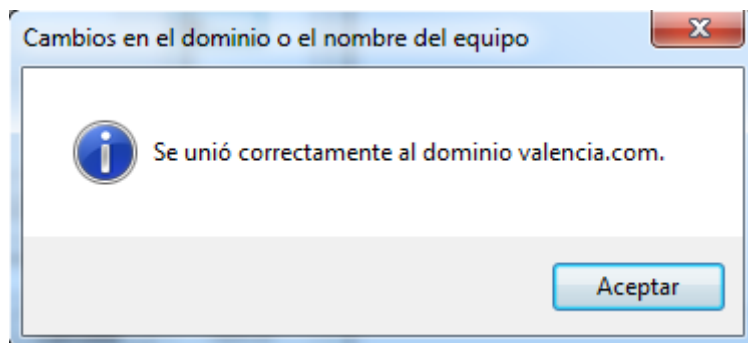 Cambios en el dominio o el nombre del equipo
Se unió correctamente al dominio valencia.com.
Aceptar